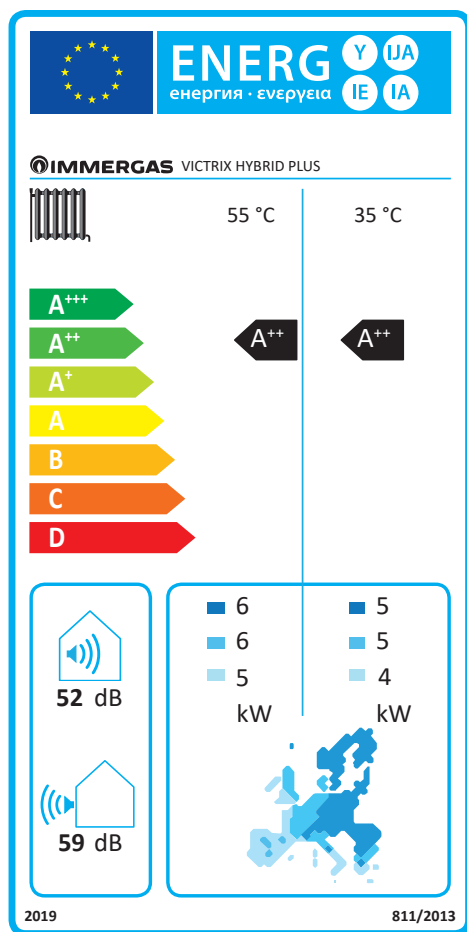 ENERG
енергия · ενεργεια
Y IJA
IE IA
IMMERGAS VICTRIX HYBRID PLUS
55 °C 35 °C
A+++
A++ A++ A++
A+
A
B
C
D
6 5
6 5
5 4
kW kW
52 dB
59 dB
2019 811/2013